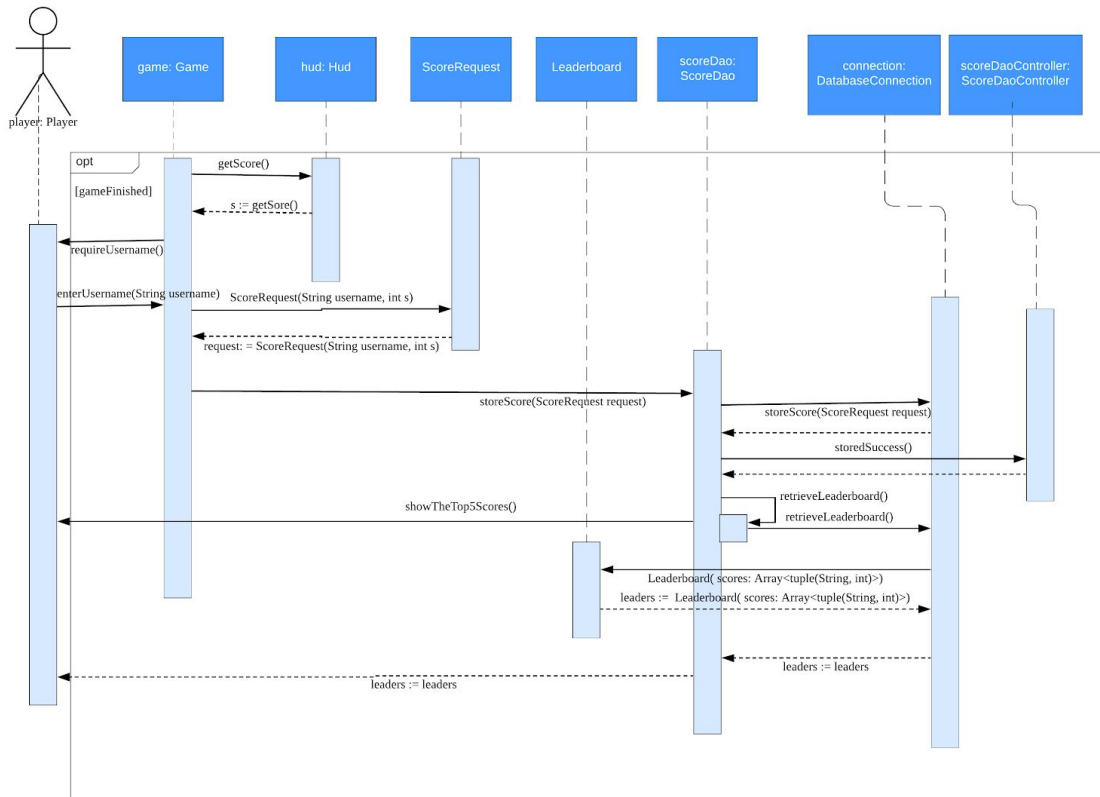 player: Player
game: Game
hud: Hud
ScoreRequest
Leaderboard
scoreDao:
ScoreDao
connection:
DatabaseConnection
scoreDaoController:
ScoreDaoController
opt
[gameFinished]
getScore()
s := getSore()
requireUsername()
enterUsername(String username)
ScoreRequest(String username, int s)
request: = ScoreRequest(String username, int s)
storeScore(ScoreRequest request)
storeScore(ScoreRequest request)
storedSuccess()
retrieveLeaderboard()
showTheTop5Scores()
retrieveLeaderboard()
Leaderboard( scores: Array<tuple(String, int)>)
leaders := Leaderboard( scores: Array<tuple(String, int)>)
leaders := leaders
leaders := leaders